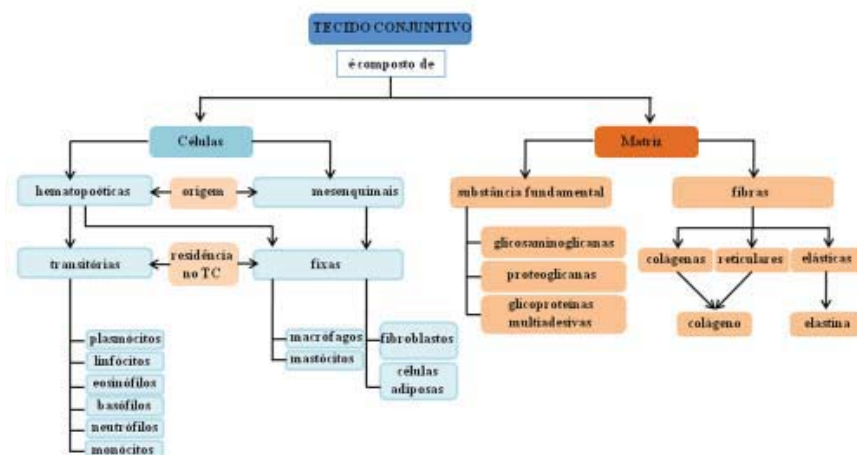 TECIDO CONJUNTIVO
é composto de
Células
Matriz
hematopoéticas
origem
mesenquimais
substância fundamental
fibras
transitórias
residência
no TC
fixas
glicosaminoglicanas
proteoglicanas
glicoproteínas
multiadesivas
colágenas
reticulares
elásticas
colágeno
elastina
plasmócitos
linfócitos
eosinófilos
basófilos
neutrófilos
monócitos
macrófagos
mastócitos
fibroblastos
células
adiposas